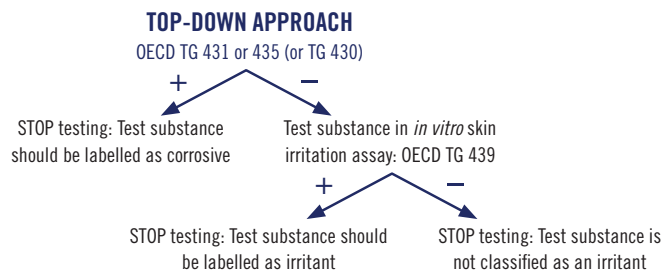 TOP-DOWN APPROACH
OECD TG 431 or 435 (or TG 430)
+
–
STOP testing: Test substance
should be labelled as corrosive
Test substance in in vitro skin
irritation assay: OECD TG 439
+
–
STOP testing: Test substance should
be labelled as irritant
STOP testing: Test substance is
not classified as an irritant